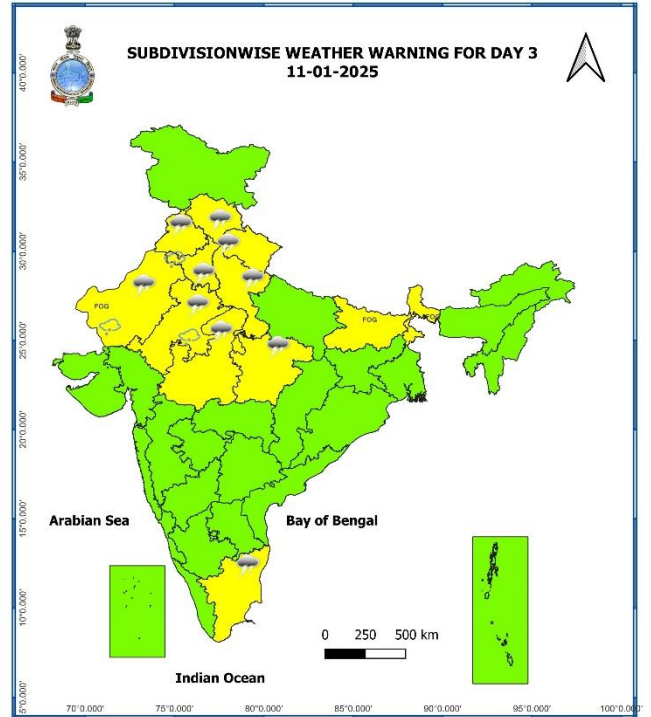 SUBDIVISIONWISE WEATHER WARNING FOR DAY 3
11-01-2025
40°0.000'
35°0.000'
30°0.000'
25°0.000'
20°0.000'
15°0.000'
10°0.000'
5°0.000'
FOG
FOG
FOG
Arabian Sea
Bay of Bengal
0 250 500 km
Indian Ocean
70°0.000'
75°0.000'
80°0.000'
85°0.000'
90°0.000'
95°0.000'
100°0.000'